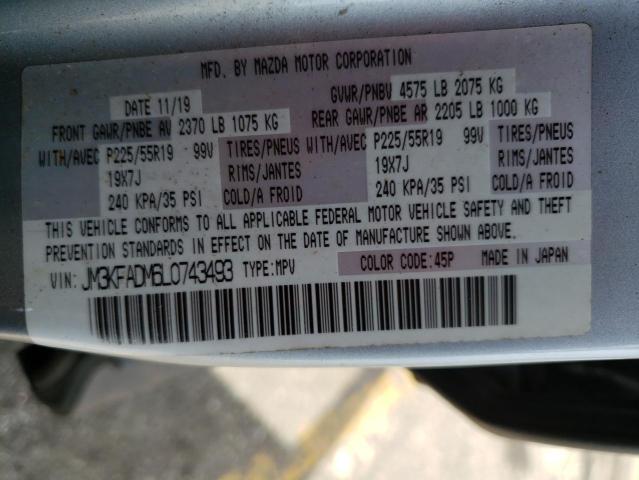 MFD. BY MAZDA MOTOR CORPORATION
DATE 11/19 GVWR/PNBV 4575 LB 2075 KG
FRONT GAWR/PNBE AV 2370 LB 1075 KG REAR GAWR/PNBE AR 2205 LB 1000 KG
WITH/AVEC P225/55R19 99V TIRES/PNEUS WITH/AVEC P225/55R19 99V TIRES/PNEUS
19X7J RIMS/JANTES 19X7J RIMS/JANTES
240 KPA/35 PSI COLD/A FROID 240 KPA/35 PSI COLD/A FROID
THIS VEHICLE CONFORMS TO ALL APPLICABLE FEDERAL MOTOR VEHICLE SAFETY AND THEFT
PREVENTION STANDARDS IN EFFECT ON THE DATE OF MANUFACTURE SHOWN ABOVE.
VIN: JM3KFADM6L0743493 TYPE:MPV COLOR CODE:45P MADE IN JAPAN